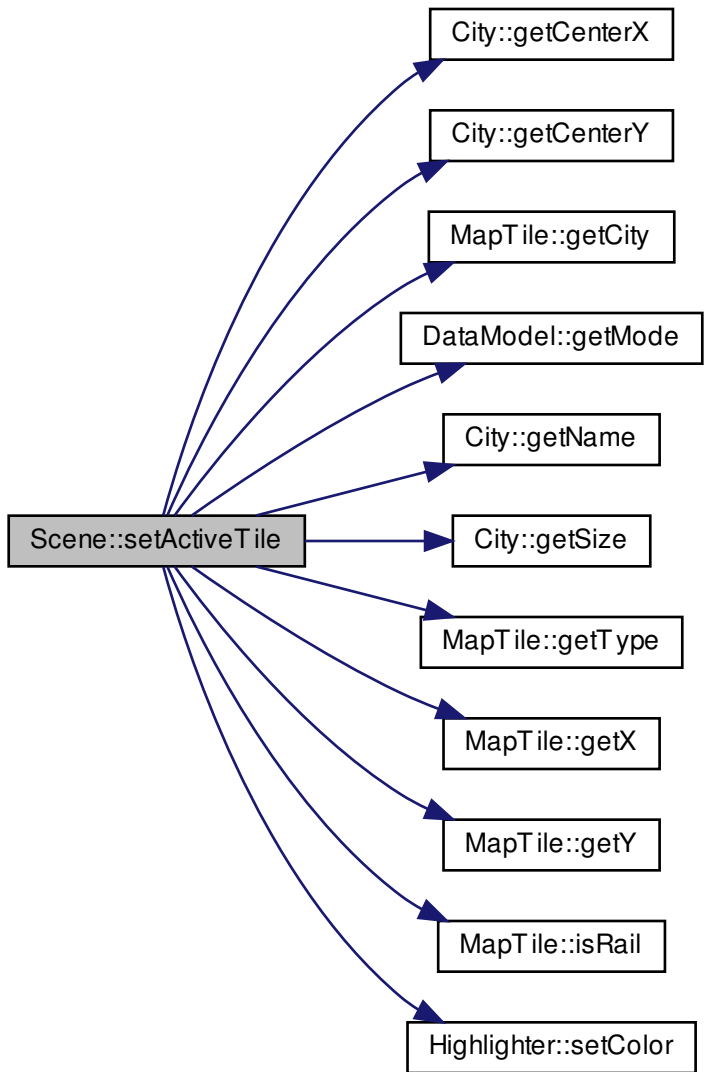 City::getCenterX
City::getCenterY
MapTile::getCity
DataModel::getMode
City::getName
Scene::setActiveTile
City::getSize
MapTile::getType
MapTile::getX
MapTile::getY
MapTile::isRail
Highlighter::setColor